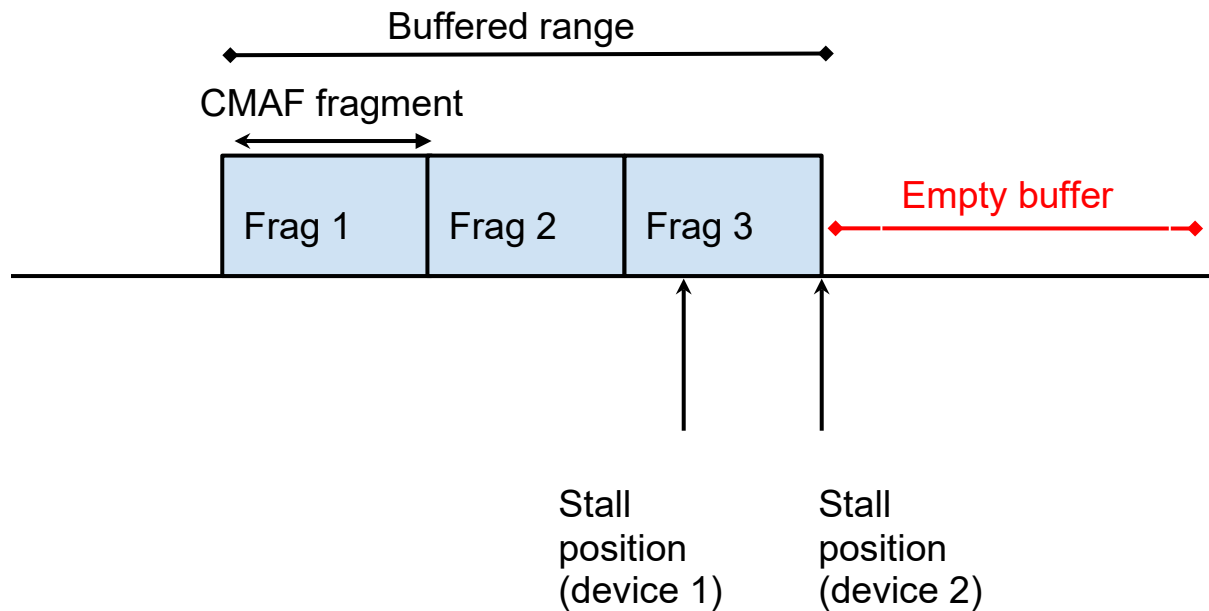 Buffered range
CMAF fragment
Empty buffer
Frag 1
Frag 2
Frag 3
Stall
position
(device 1)
Stall
position
(device 2)